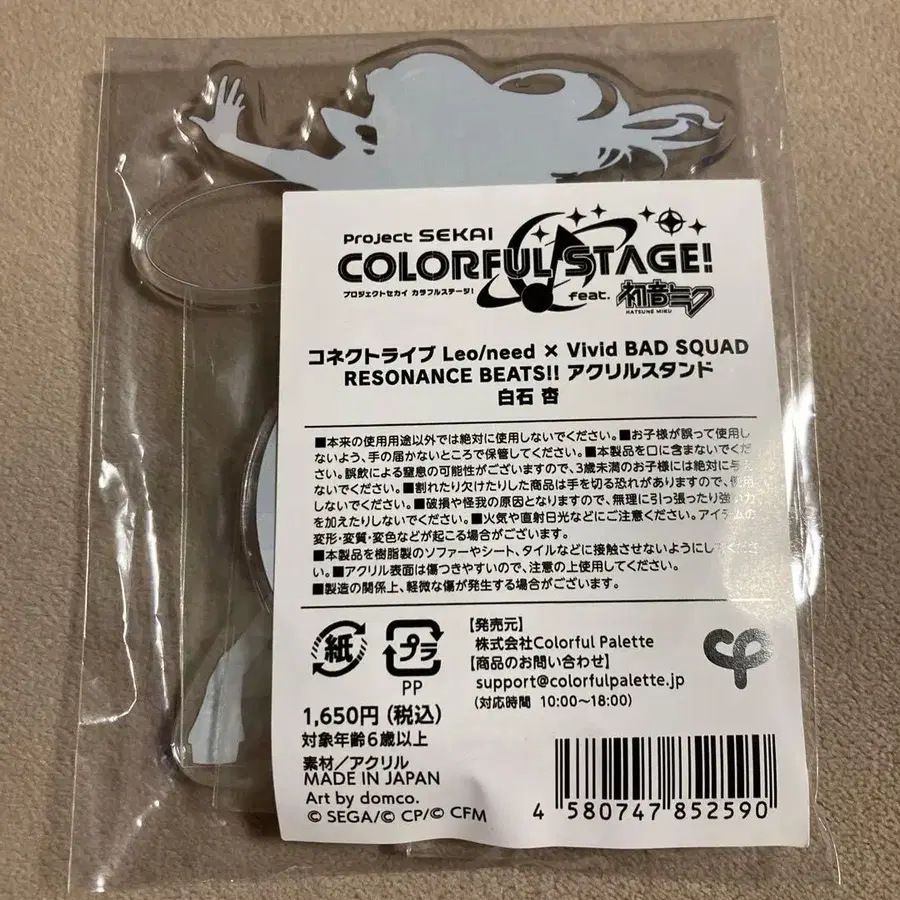 Project SEKAI
COLORFUL STAGE!
プロジェクトセカイ カラフルステージ!
feat. 初音ミク
HATSUNE MIKU
コネクトライブ Leo/need × Vivid BAD SQUAD
RESONANCE BEATS!! アクリルスタンド
白石 杏
■本来の使用用途以外では絶対に使用しないでください。■お子様が誤って使用し
ないよう、手の届かないところで保管してください。■本製品を口に含まないでくだ
さい。誤飲による窒息の可能性がございますので、3歳未満のお子様には絶対に与え
ないでください。■割れたり欠けたりした商品は手を切る恐れがありますので、使用
しないでください。■破損や怪我の原因となりますので、無理に引っ張ったり強い力
を加えたりしないでください。■火気や直射日光などにご注意ください。アイテムの
変形・変質・変色などが起こる場合がございます。
■本製品を樹脂製のソファーやシート、タイルなどに接触させないようにしてくださ
い。■アクリル表面は傷つきやすいので、注意の上使用してください。
■製造の関係上、軽微な傷が発生する場合がございます。
紙
プラ
PP
【発売元】
株式会社Colorful Palette
【商品のお問い合わせ】
support@colorfulpalette.jp
(対応時間 10:00~18:00)
cp
1,650円(税込)
対象年齢6歳以上
素材/アクリル
MADE IN JAPAN
Art by domco.
© SEGA/© CP/© CFM
4 580747 852590